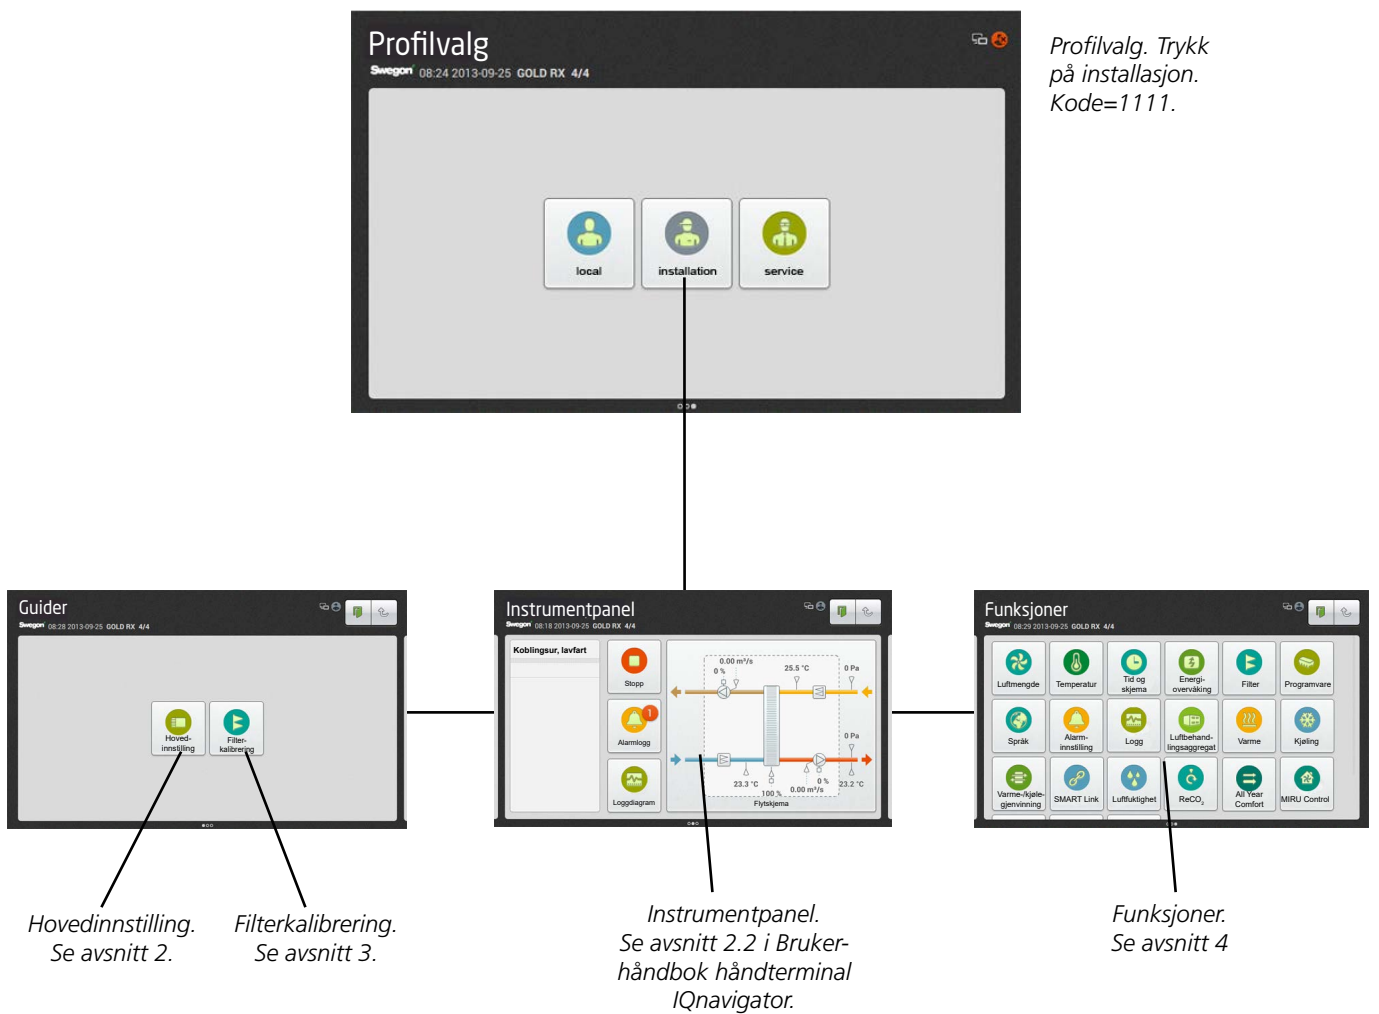 Profilvalg
Swegon 08:24 2013-09-25 GOLD RX 4/4
local
installation
service
Profilvalg. Trykk
på installasjon.
Kode=1111.
Guider
Swegon 08:28 2013-09-25 GOLD RX 4/4
Hoved-
innstilling
Filter-
kalibrering
Hovedinnstilling.
Se avsnitt 2.
Filterkalibrering.
Se avsnitt 3.
Instrumentpanel
Swegon 08:18 2013-09-25 GOLD RX 4/4
Koblingsur, lavfart
Stopp
1
Alarmlogg
Loggdiagram
0.00 m³/s
0 %
25.5 °C
0 Pa
0 Pa
23.3 °C
100 %
0.00 m³/s
0 %
23.2 °C
Flytskjema
Instrumentpanel.
Se avsnitt 2.2 i Bruker-
håndbok håndterminal
IQnavigator.
Funksjoner
Swegon 08:29 2013-09-25 GOLD RX 4/4
Luftmengde
Temperatur
Tid og
skjema
Energi-
overvåking
Filter
Programvare
Språk
Alarm-
innstilling
Logg
Luftbehand-
lingsaggregat
Varme
Kjøling
Varme-/kjøle-
gjenvinning
SMART Link
Luftfuktighet
ReCO₂
All Year
Comfort
MIRU Control
Funksjoner.
Se avsnitt 4